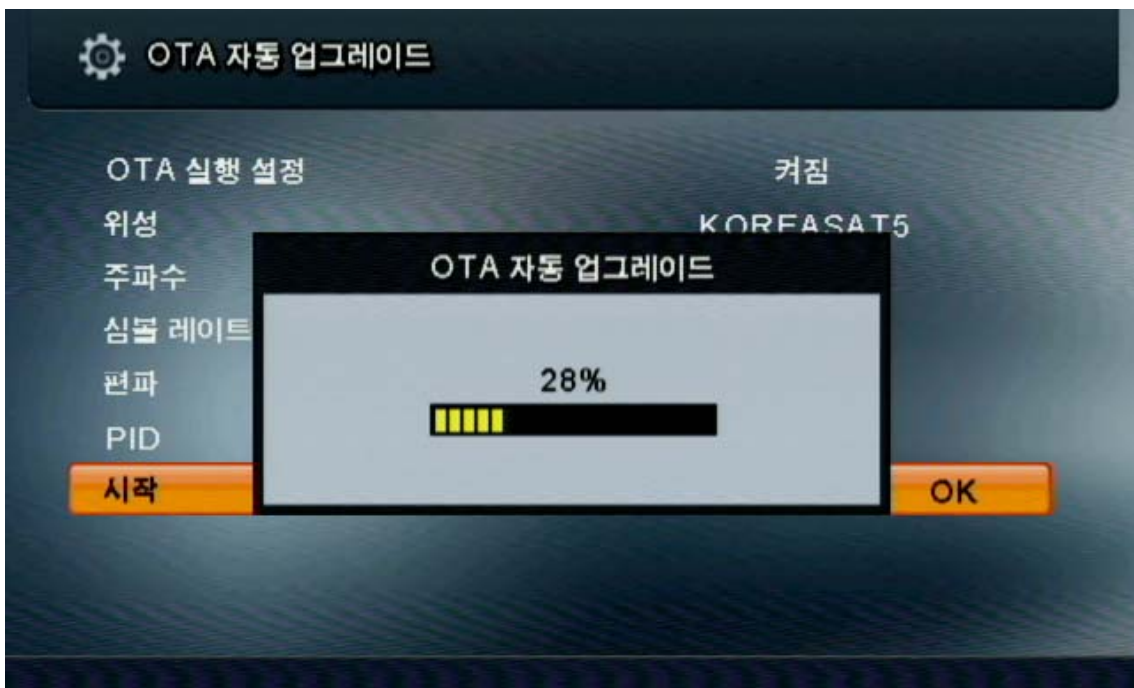 OTA 자동 업그레이드
OTA 실행 설정 켜짐
위성 KOREASAT5
주파수
OTA 자동 업그레이드
심볼 레이트
28%
편파
PID
시작 OK